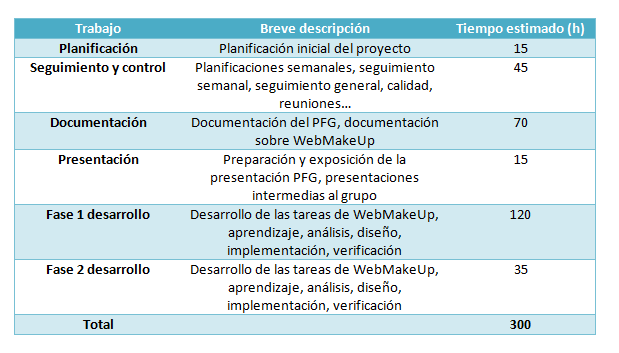 Trabajo Breve descripción Tiempo estimado (h)
Planificación Planificación inicial del proyecto 15
Seguimiento y control Planificaciones semanales, seguimiento 45
semanal, seguimiento general, calidad,
reuniones...
Documentación Documentación del PFG, documentación 70
sobre WebMakeUp
Presentación Preparación y exposición de la 15
presentación PFG, presentaciones
intermedias al grupo
Fase 1 desarrollo Desarrollo de las tareas de WebMakeUp, 120
aprendizaje, análisis, diseño,
implementación, verificación
Fase 2 desarrollo Desarrollo de las tareas de WebMakeUp, 35
aprendizaje, análisis, diseño,
implementación, verificación
Total 300